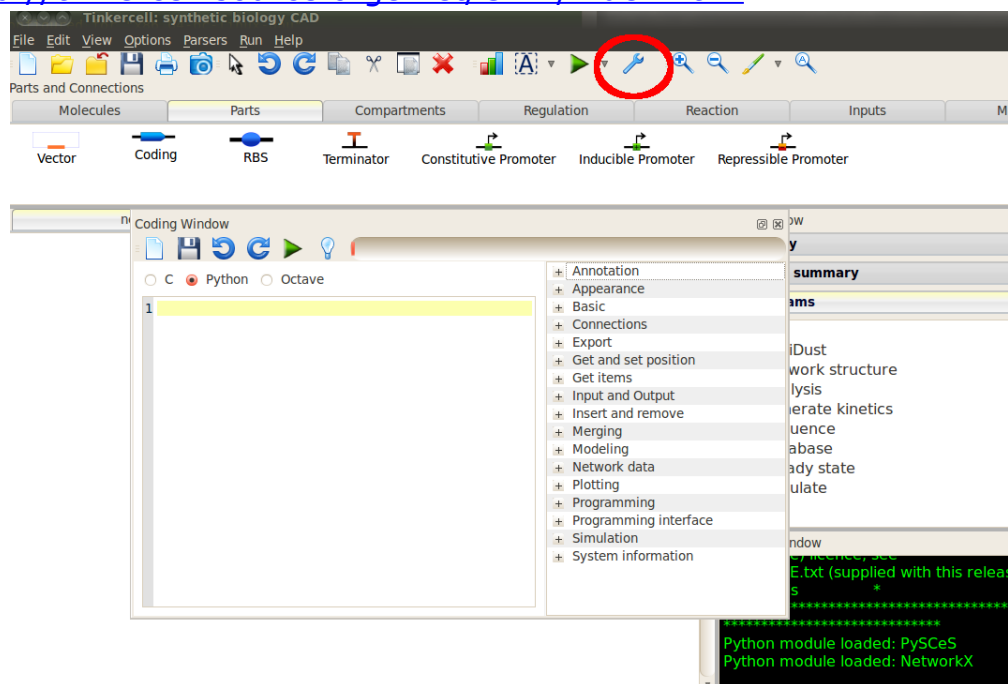 Tinkercell: synthetic biology CAD
File Edit View Options Parsers Run Help
Parts and Connections
Molecules Parts Compartments Regulation Reaction Inputs M
Vector Coding RBS Terminator Constitutive Promoter Inducible Promoter Repressible Promoter
Coding Window
C Python Octave
1
Annotation
Appearance
Basic
Connections
Export
Get and set position
Get items
Input and Output
Insert and remove
Merging
Modeling
Network data
Plotting
Programming
Programming interface
Simulation
System information
ow
y
summary
ams
iDust
work structure
lysis
erate kinetics
uence
abase
ady state
ulate
ndow
E.txt (supplied with this releas
s *
*****************************
*****************************
Python module loaded: PySCeS
Python module loaded: NetworkX